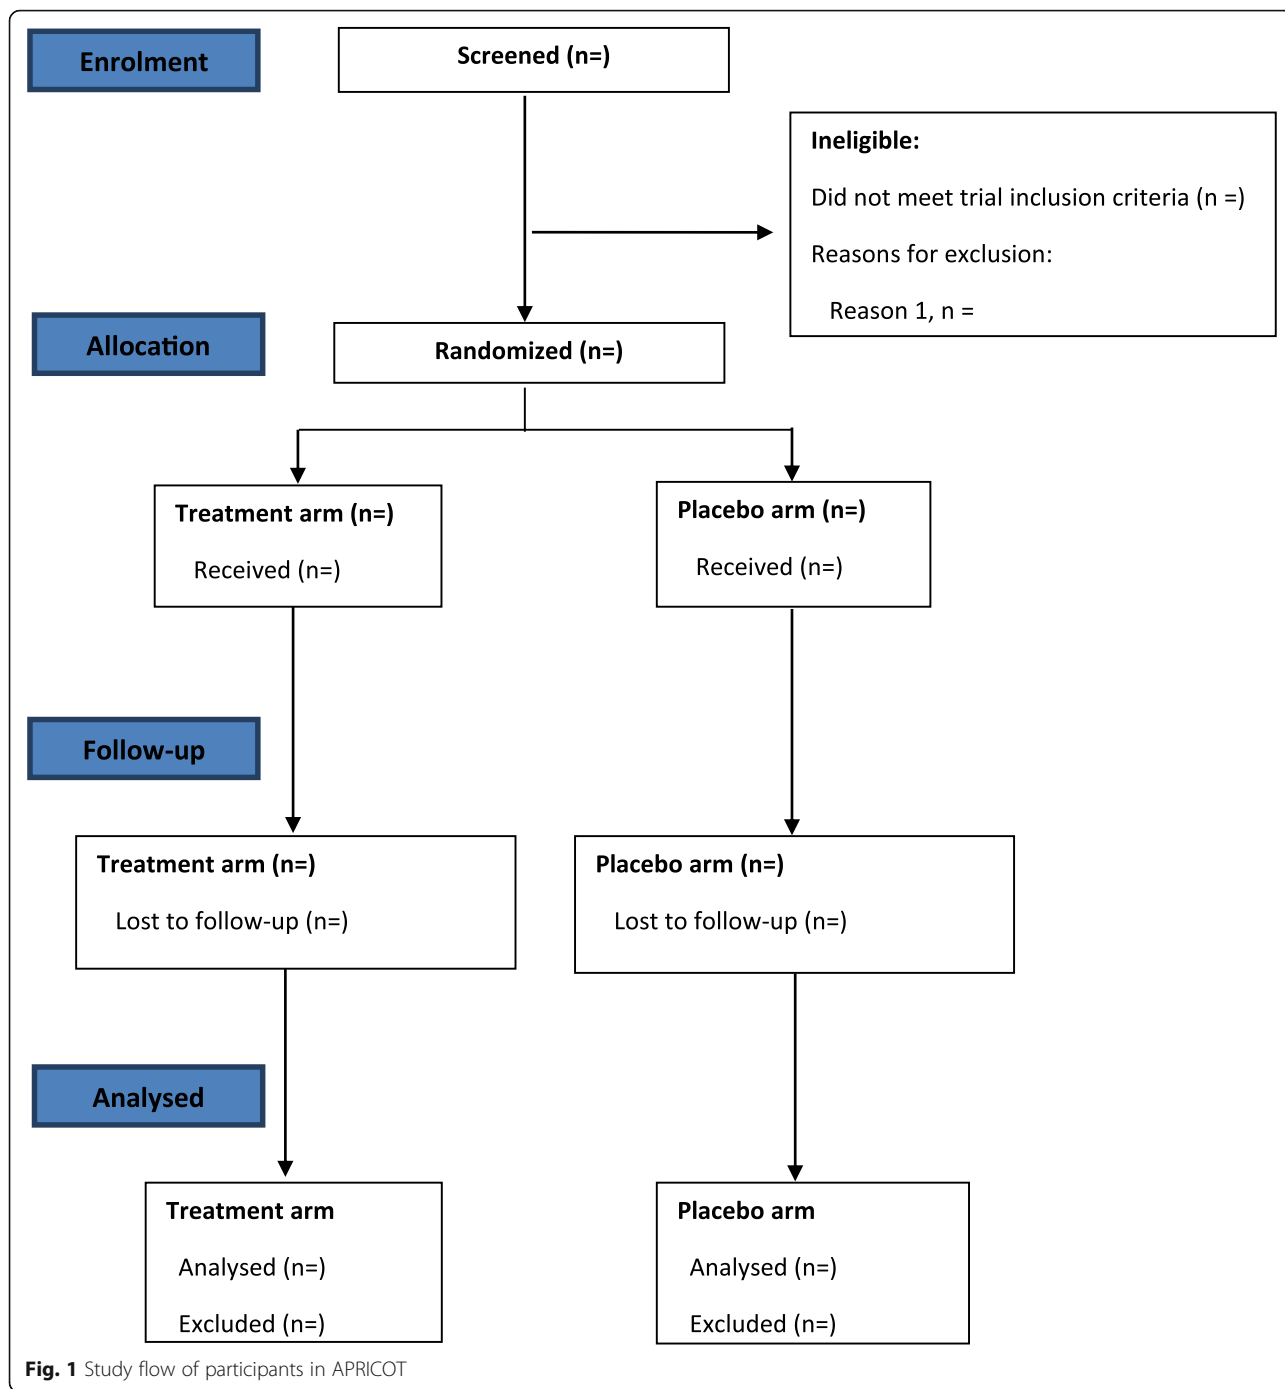 Enrolment
Screened (n=)
Ineligible:
Did not meet trial inclusion criteria (n =)
Reasons for exclusion:
Reason 1, n =
Allocation
Randomized (n=)
Treatment arm (n=)
Received (n=)
Placebo arm (n=)
Received (n=)
Follow-up
Treatment arm (n=)
Lost to follow-up (n=)
Placebo arm (n=)
Lost to follow-up (n=)
Analysed
Treatment arm
Analysed (n=)
Excluded (n=)
Placebo arm
Analysed (n=)
Excluded (n=)
Fig. 1 Study flow of participants in APRICOT